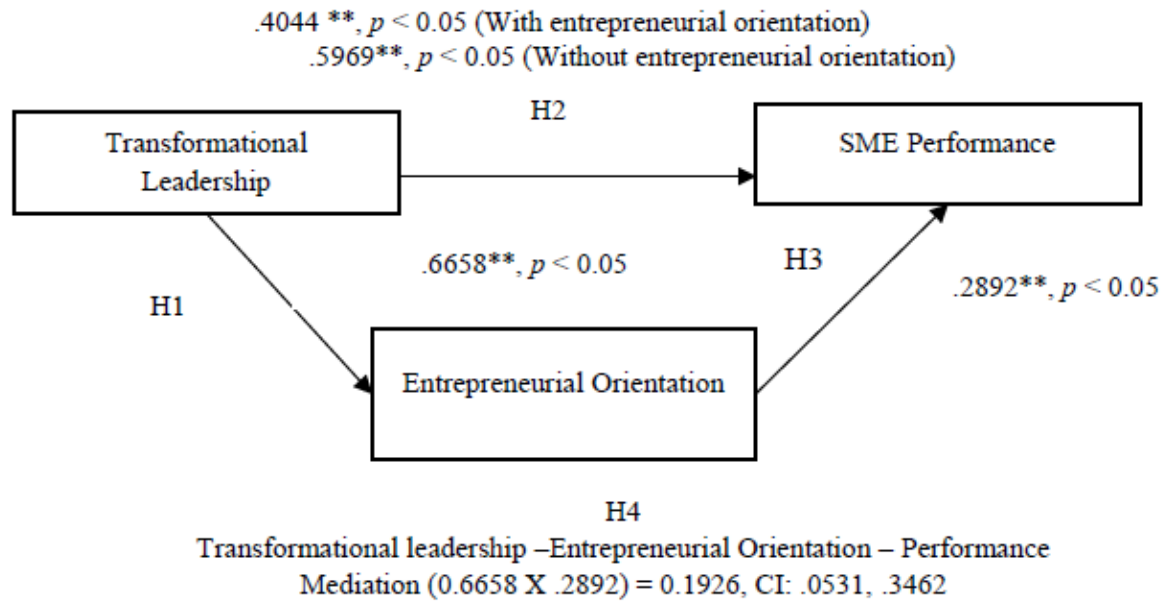 .4044 **, p < 0.05 (With entrepreneurial orientation)
.5969**, p < 0.05 (Without entrepreneurial orientation)
H2
Transformational
Leadership
SME Performance
.6658**, p < 0.05
H3
.2892**, p < 0.05
H1
Entrepreneurial Orientation
H4
Transformational leadership –Entrepreneurial Orientation – Performance
Mediation (0.6658 X .2892) = 0.1926, CI: .0531, .3462